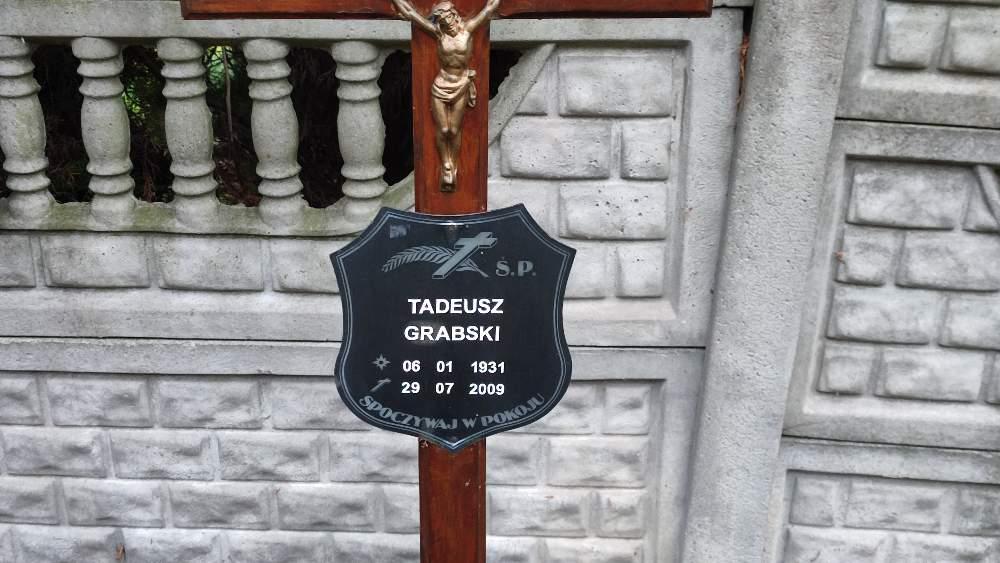 Ś.P.
TADEUSZ
GRABSKI
06 01 1931
29 07 2009
SPOCZYWAJ W POKOJU